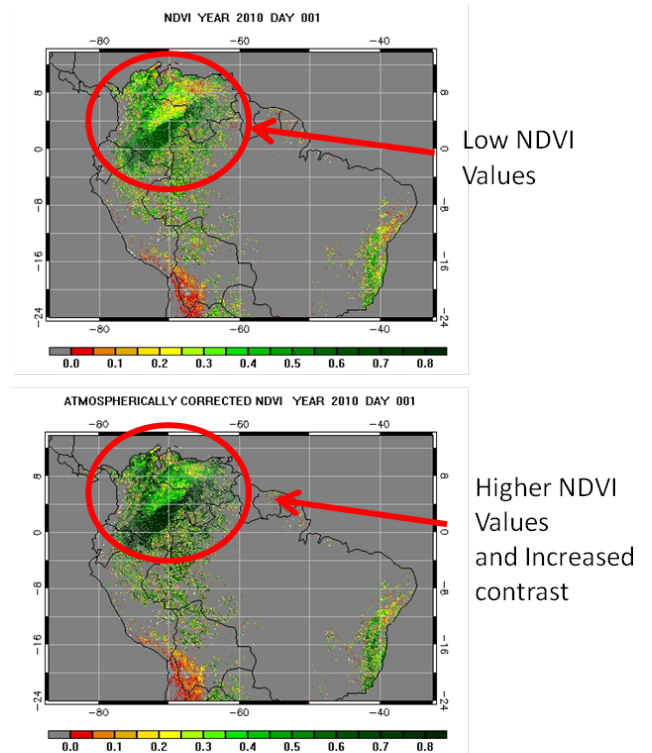 NDVI YEAR 2010 DAY 001
-80 -60 -40
8 8
0 0
-8 -8
-16 -16
-24 -24
-80 -60 -40
0.0 0.1 0.2 0.3 0.4 0.5 0.6 0.7 0.8
Low NDVI
Values
ATMOSPHERICALLY CORRECTED NDVI YEAR 2010 DAY 001
-80 -60 -40
8 8
0 0
-8 -8
-16 -16
-24 -24
-80 -60 -40
0.0 0.1 0.2 0.3 0.4 0.5 0.6 0.7 0.8
Higher NDVI
Values
and Increased
contrast